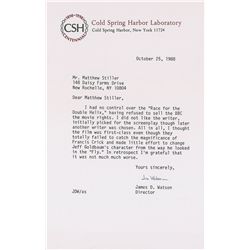 Cold Spring Harbor Laboratory
Cold Spring Harbor, New York 11724
CSH
CENTENNIAL
October 25, 1988
Mr. Matthew Stiller
148 Daisy Farms Drive
New Rochelle, NY 10804
Dear Matthew Stiller,
I had no control over the "Race for the
Double Helix," having refused to sell the BBC
the movie rights. I did not like the writer,
initially picked for the screenplay though later
another writer was chosen. All in all, I thought
the film was first-class even though they
totally failed to catch the magnificence of
Francis Crick and made little effort to move
Jeff Goldblum's character from the way he looked
in the "Fly." In retrospect I'm grateful that it
was not much much worse.
Yours sincerely,
James D. Watson
Director
JDW/